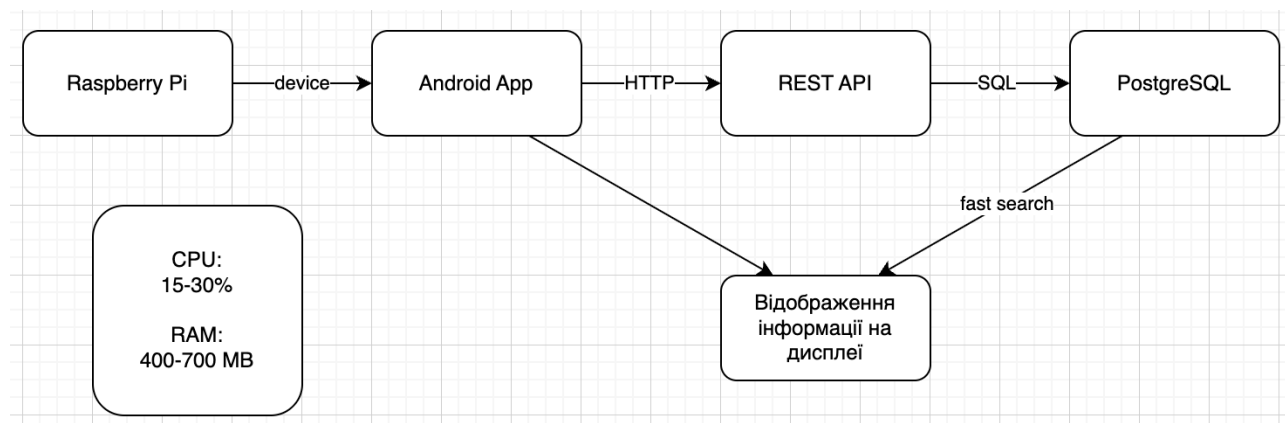 Raspberry Pi
device
Android App
HTTP
REST API
SQL
PostgreSQL
fast search
CPU:
15-30%
RAM:
400-700 MB
Відображення
інформації на
дисплеї